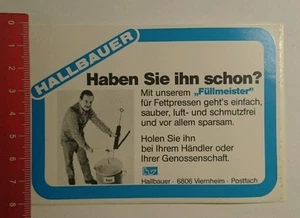 HALLBAUER
Haben Sie ihn schon?
Mit unserem „Füllmeister"
für Fettpressen geht's einfach,
sauber, luft- und schmutzfrei
und vor allem sparsam.
Holen Sie ihn
bei Ihrem Händler oder
Ihrer Genossenschaft.
Hallbauer · 6806 Viernheim · Postfach